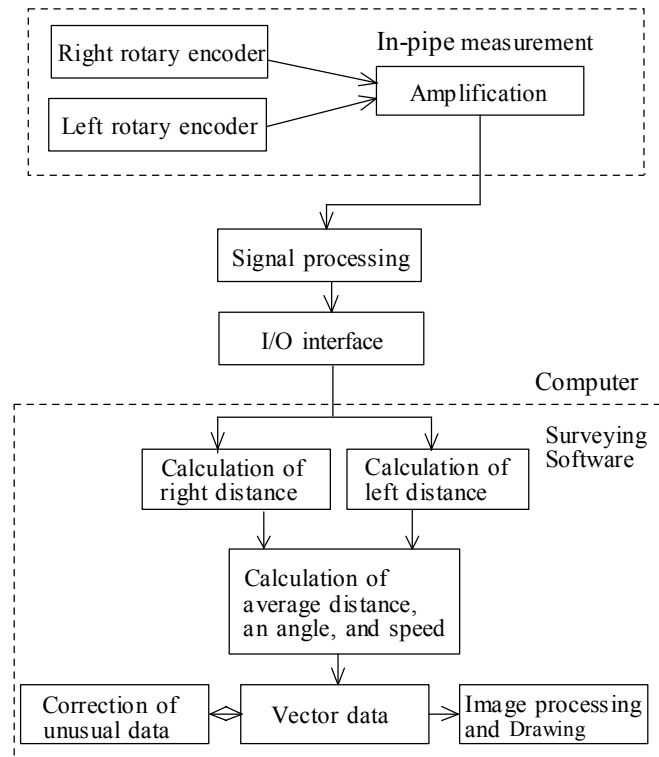 Right rotary encoder
In-pipe measurement
Amplification
Left rotary encoder
Signal processing
I/O interface
Computer
Surveying
Software
Calculation of
right distance
Calculation of
left distance
Calculation of
average distance,
an angle, and speed
Correction of
unusual data
Vector data
Image processing
and Drawing